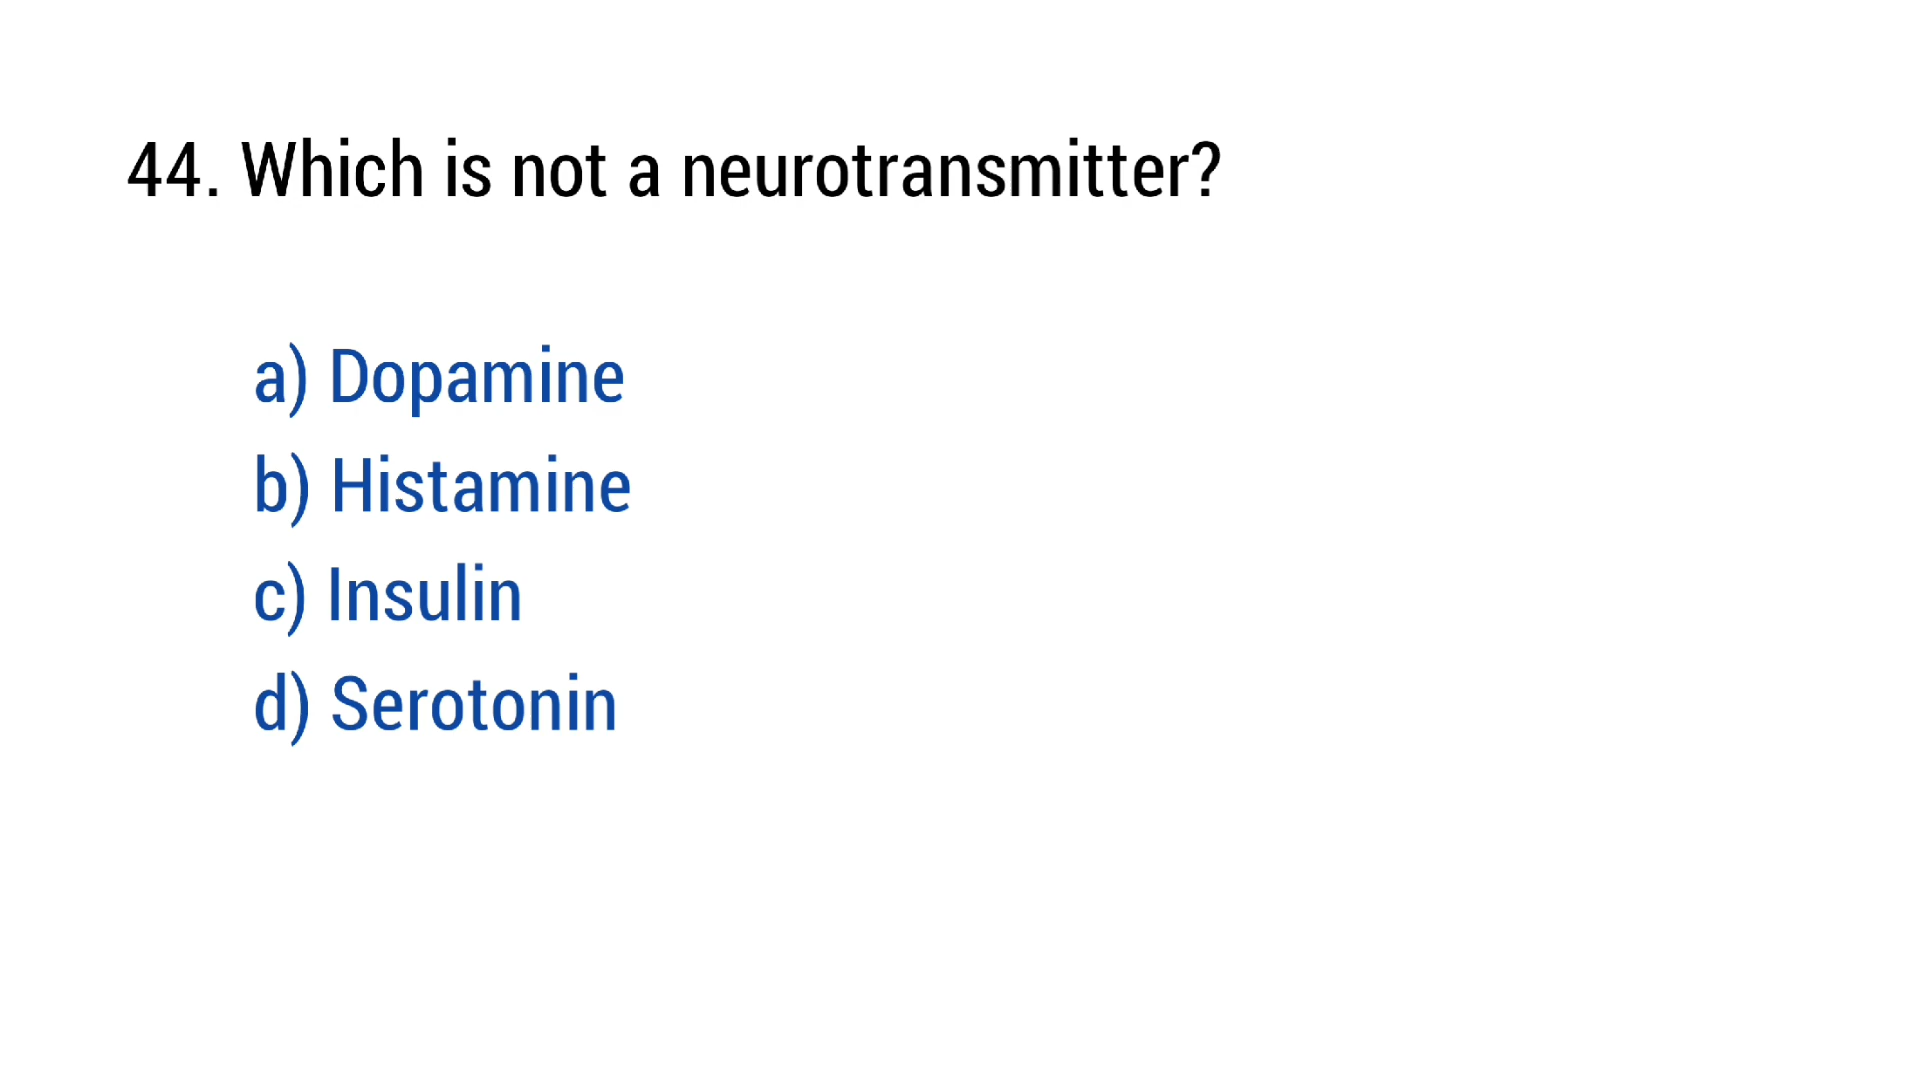 44. Which is not a neurotransmitter?
a) Dopamine
b) Histamine
c) Insulin
d) Serotonin